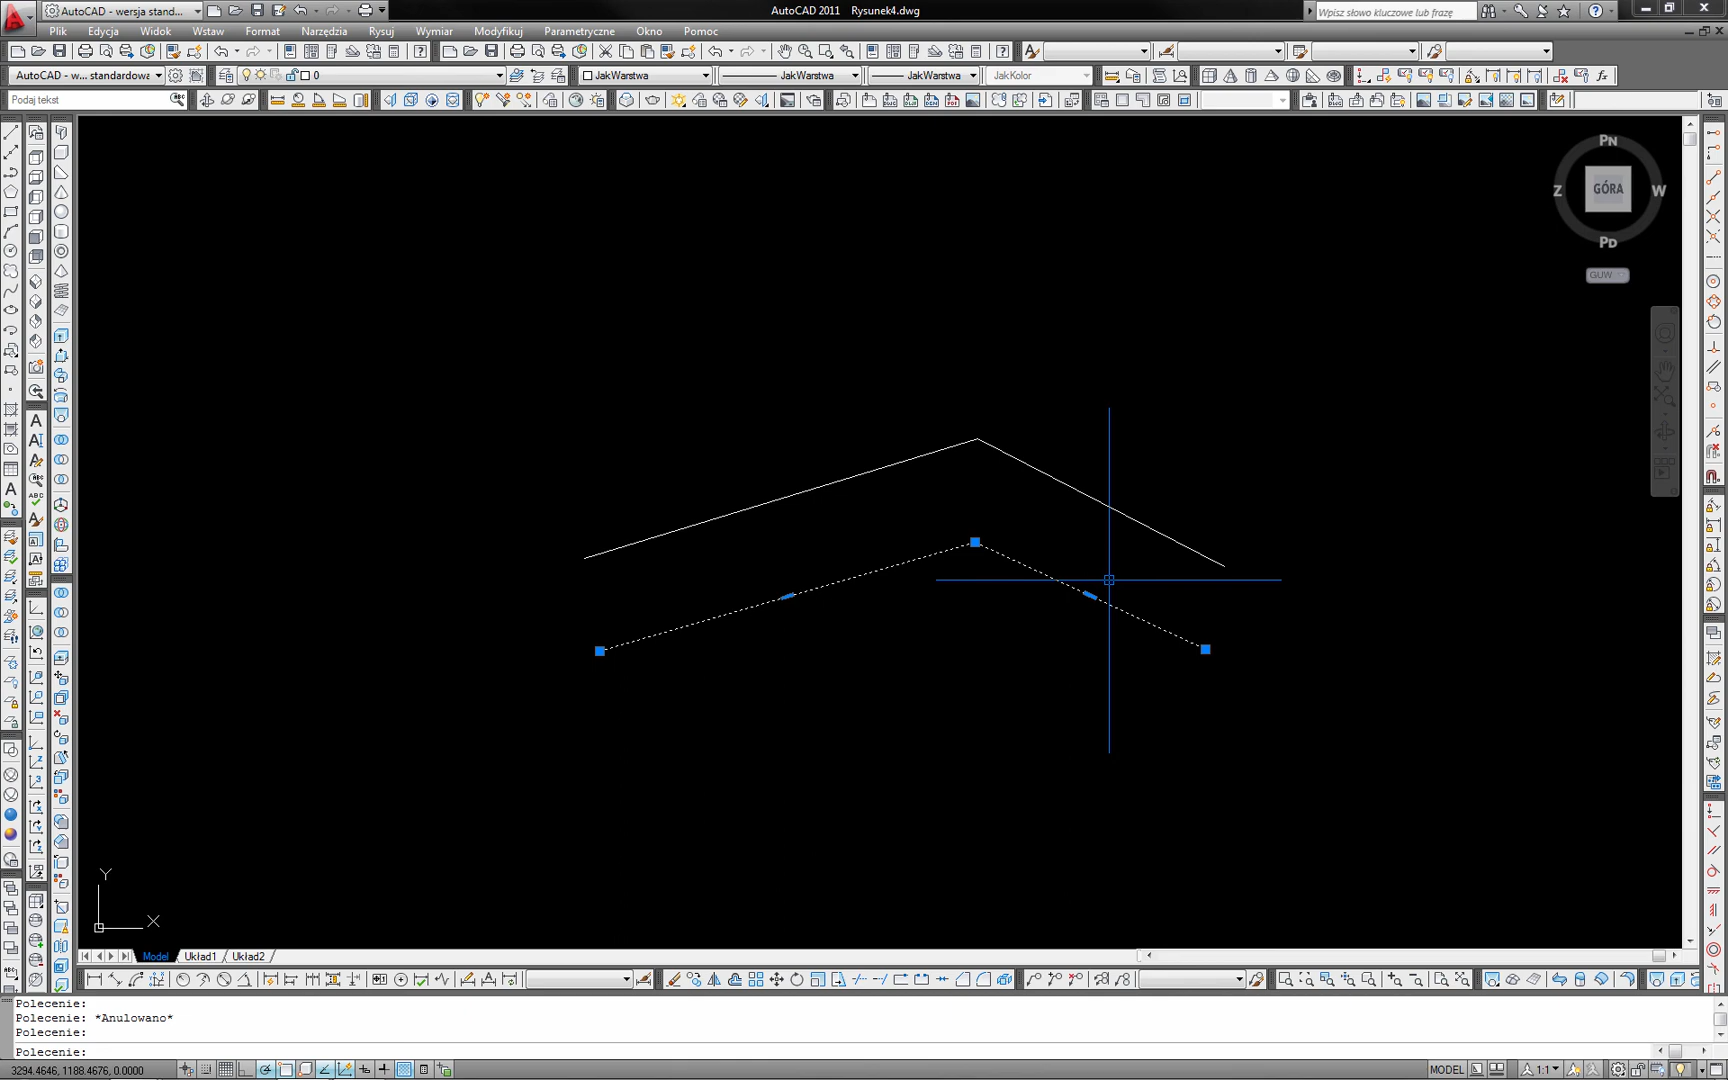 AutoCAD - wersja stand...
AutoCAD 2011 Rysunek4.dwg
Wpisz słowo kluczowe lub frazę
Plik Edycja Widok Wstaw Format Narzędzia Rysuj Wymiar Modyfikuj Parametryczne Okno Pomoc
AutoCAD - w... standardowa
0
JakWarstwa
JakWarstwa
JakWarstwa
JakKolor
Podaj tekst
PN
Z
GÓRA
W
PD
GUW
Y
X
Model Układ1 Układ2
Polecenie:
Polecenie: *Anulowano*
Polecenie:
Polecenie:
3294.4646, 1188.4676, 0.0000
MODEL
1:1